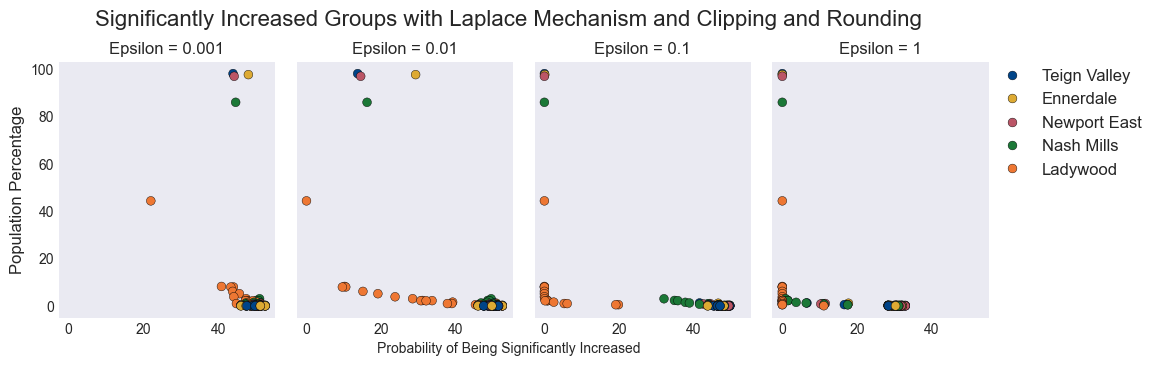 Significantly Increased Groups with Laplace Mechanism and Clipping and Rounding
Epsilon = 0.001
Epsilon = 0.01
Epsilon = 0.1
Epsilon = 1
Population Percentage
100
80
60
40
20
0
0 20 40
0 20 40
0 20 40
0 20 40
Probability of Being Significantly Increased
Teign Valley
Ennerdale
Newport East
Nash Mills
Ladywood